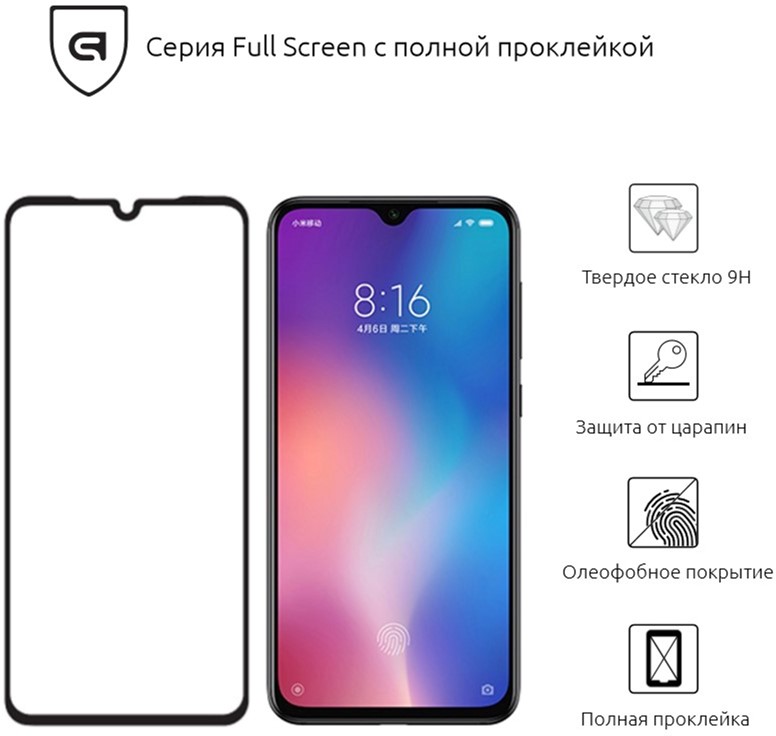 Серия Full Screen с полной проклейкой
小米移动
8:16
4月6日 周二下午
Твердое стекло 9H
Защита от царапин
Олеофобное покрытие
Полная проклейка